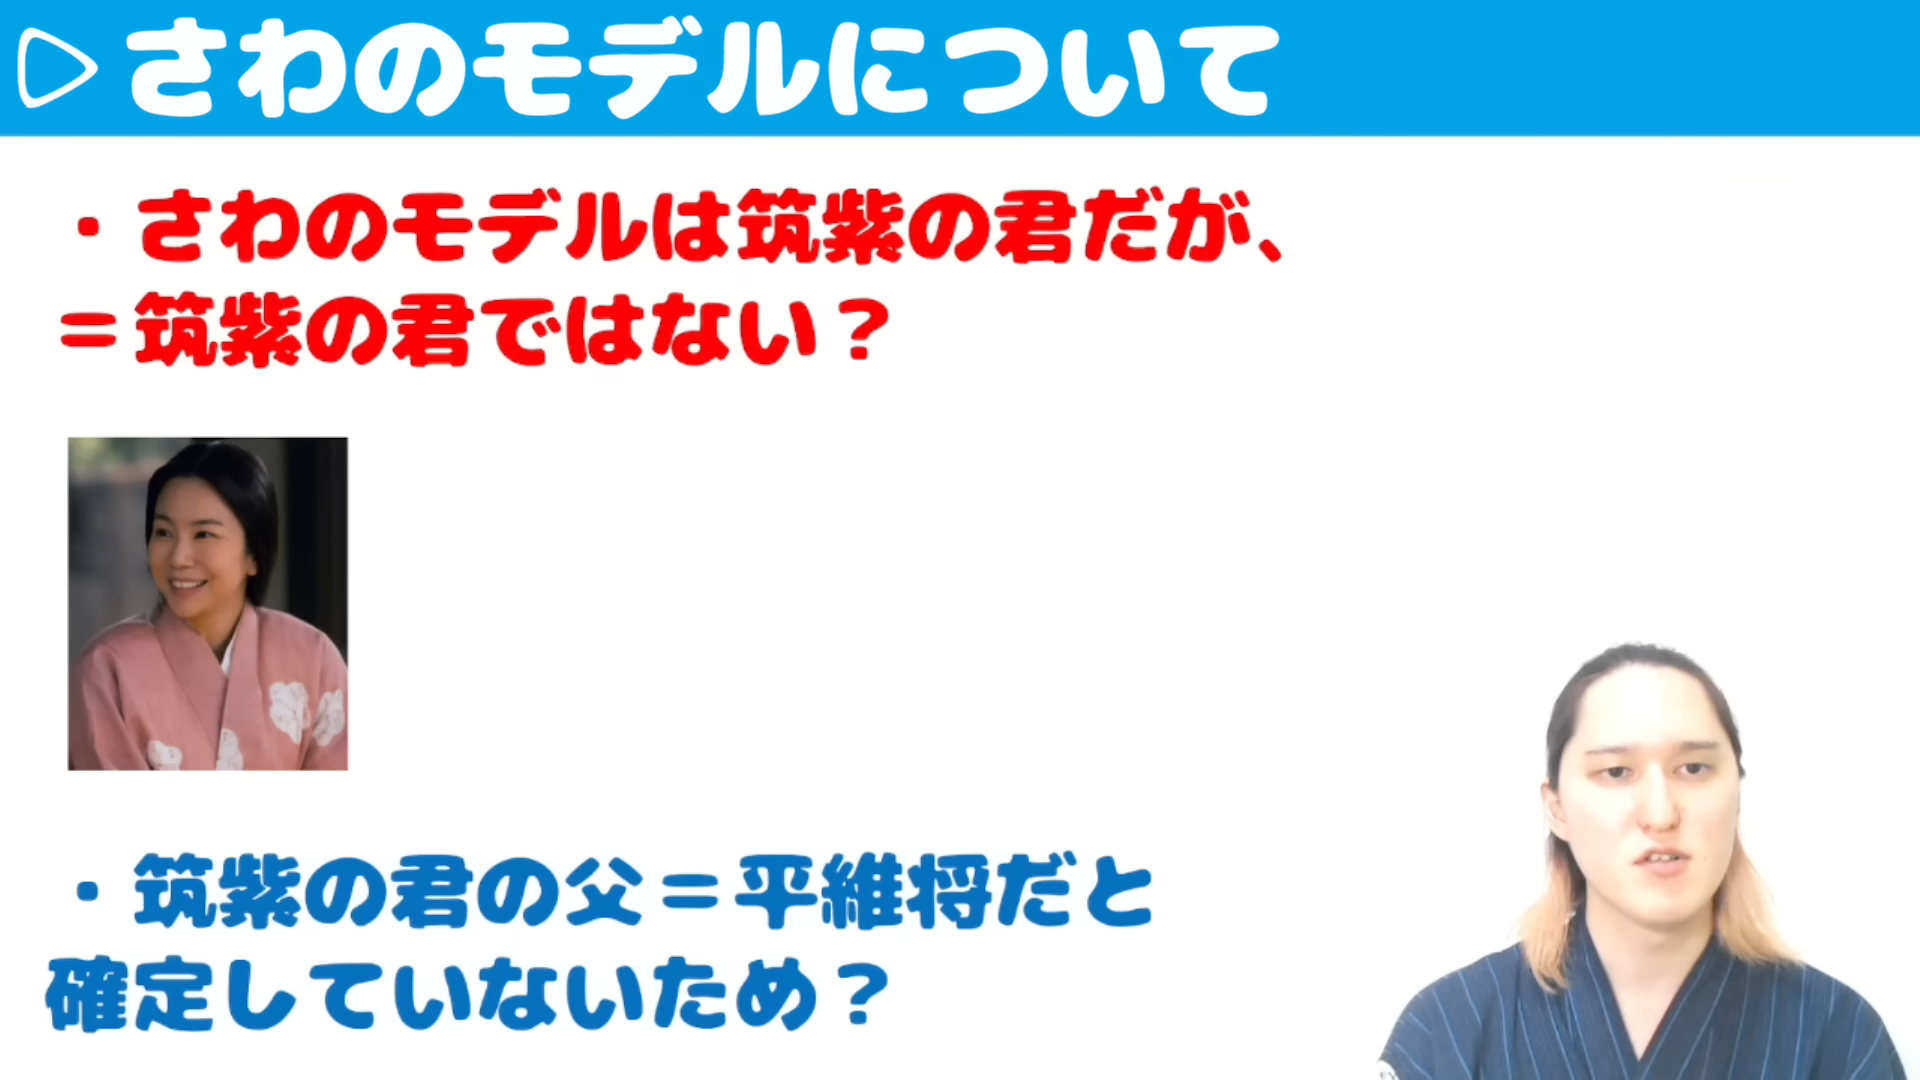 さわのモデルについて
・さわのモデルは筑紫の君だが、
＝筑紫の君ではない？
・筑紫の君の父＝平維将だと
確定していないため？